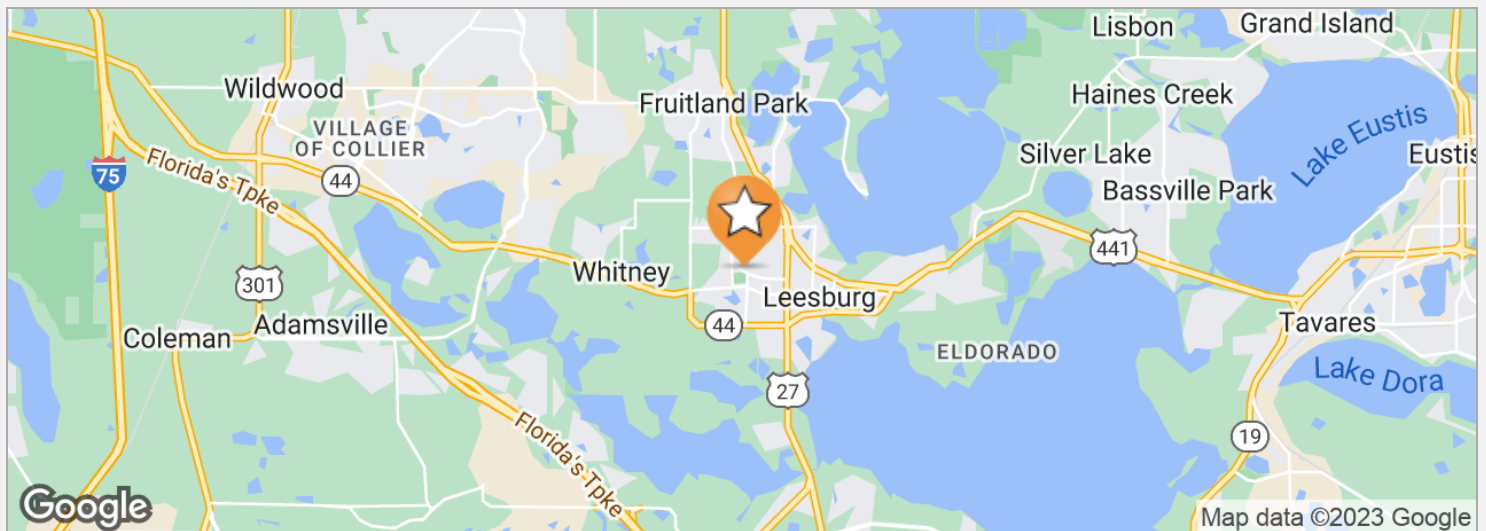 Lisbon
Grand Island
Wildwood
Fruitland Park
Haines Creek
VILLAGE
OF COLLIER
Lake Eustis
Silver Lake
Eustis
Florida's Tpke
75
44
Bassville Park
441
Whitney
301
Leesburg
Adamsville
44
Coleman
Tavares
ELDORADO
Lake Dora
27
Florida's Tpke
19
Google
Map data ©2023 Google